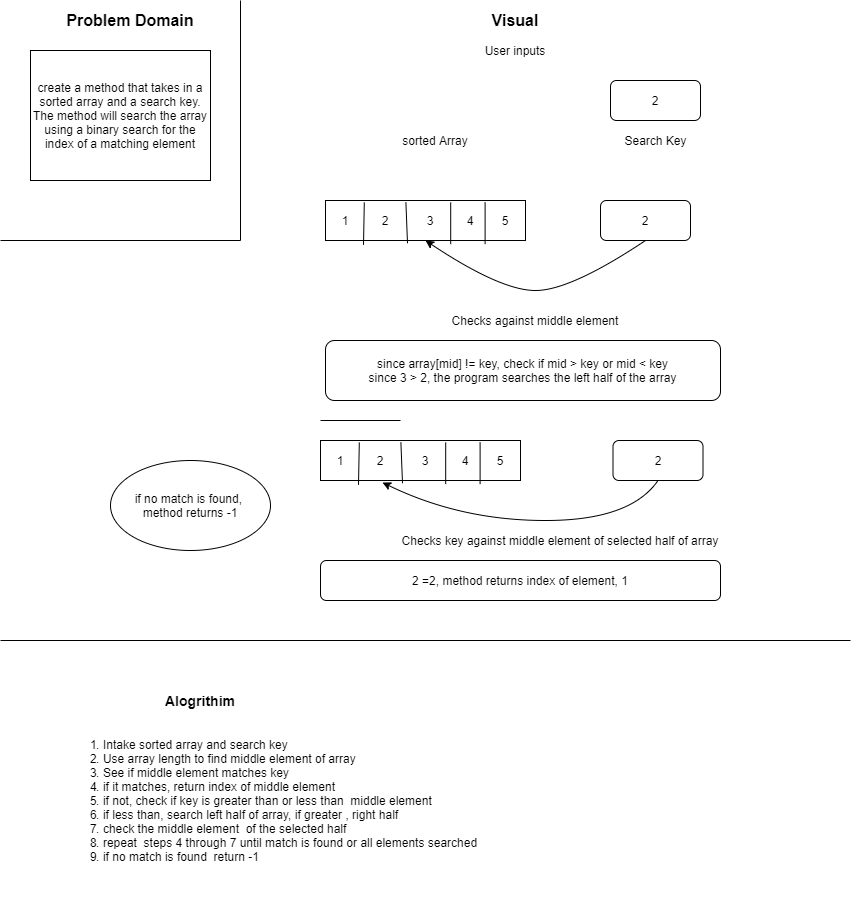 Problem Domain
create a method that takes in a
sorted array and a search key.
The method will search the array
using a binary search for the
index of a matching element
Visual
User inputs
2
sorted Array
Search Key
1 2 3 4 5
2
Checks against middle element
since array[mid] != key, check if mid > key or mid < key
since 3 > 2, the program searches the left half of the array
1 2 3 4 5
2
if no match is found,
method returns -1
Checks key against middle element of selected half of array
2 =2, method returns index of element, 1
Alogrithim
1. Intake sorted array and search key
2. Use array length to find middle element of array
3. See if middle element matches key
4. if it matches, return index of middle element
5. if not, check if key is greater than or less than  middle element
6. if less than, search left half of array, if greater , right half
7. check the middle element  of the selected half
8. repeat  steps 4 through 7 until match is found or all elements searched
9. if no match is found  return -1